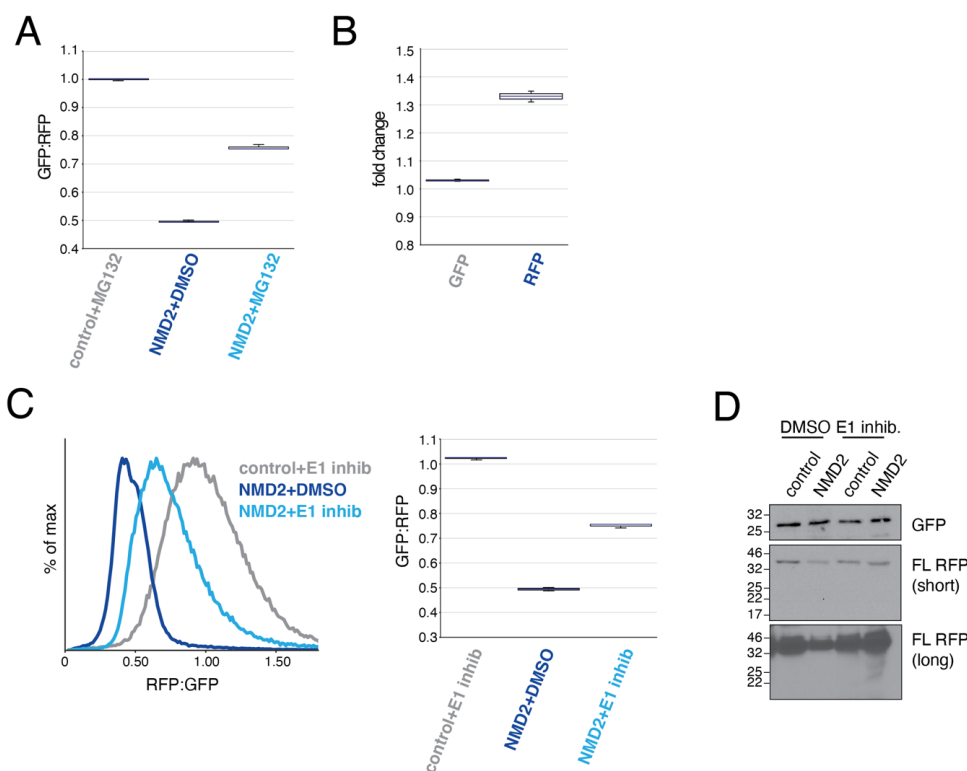 A
1.1
1.0
0.9
0.8
0.7
0.6
0.5
0.4
GFP:RFP
control+MG132
NMD2+DMSO
NMD2+MG132
B
1.5
1.4
1.3
1.2
1.1
1.0
0.9
0.8
fold change
GFP
RFP
C
% of max
control+E1 inhib
NMD2+DMSO
NMD2+E1 inhib
0 0.50 1.00 1.50
RFP:GFP
1.1
1.0
0.9
0.8
0.7
0.6
0.5
0.4
0.3
GFP:RFP
control+E1 inhib
NMD2+DMSO
NMD2+E1 inhib
D
DMSO E1 inhib.
control NMD2 control NMD2
32
25
GFP
46
32
25
22
17
FL RFP
(short)
46
32
25
22
FL RFP
(long)